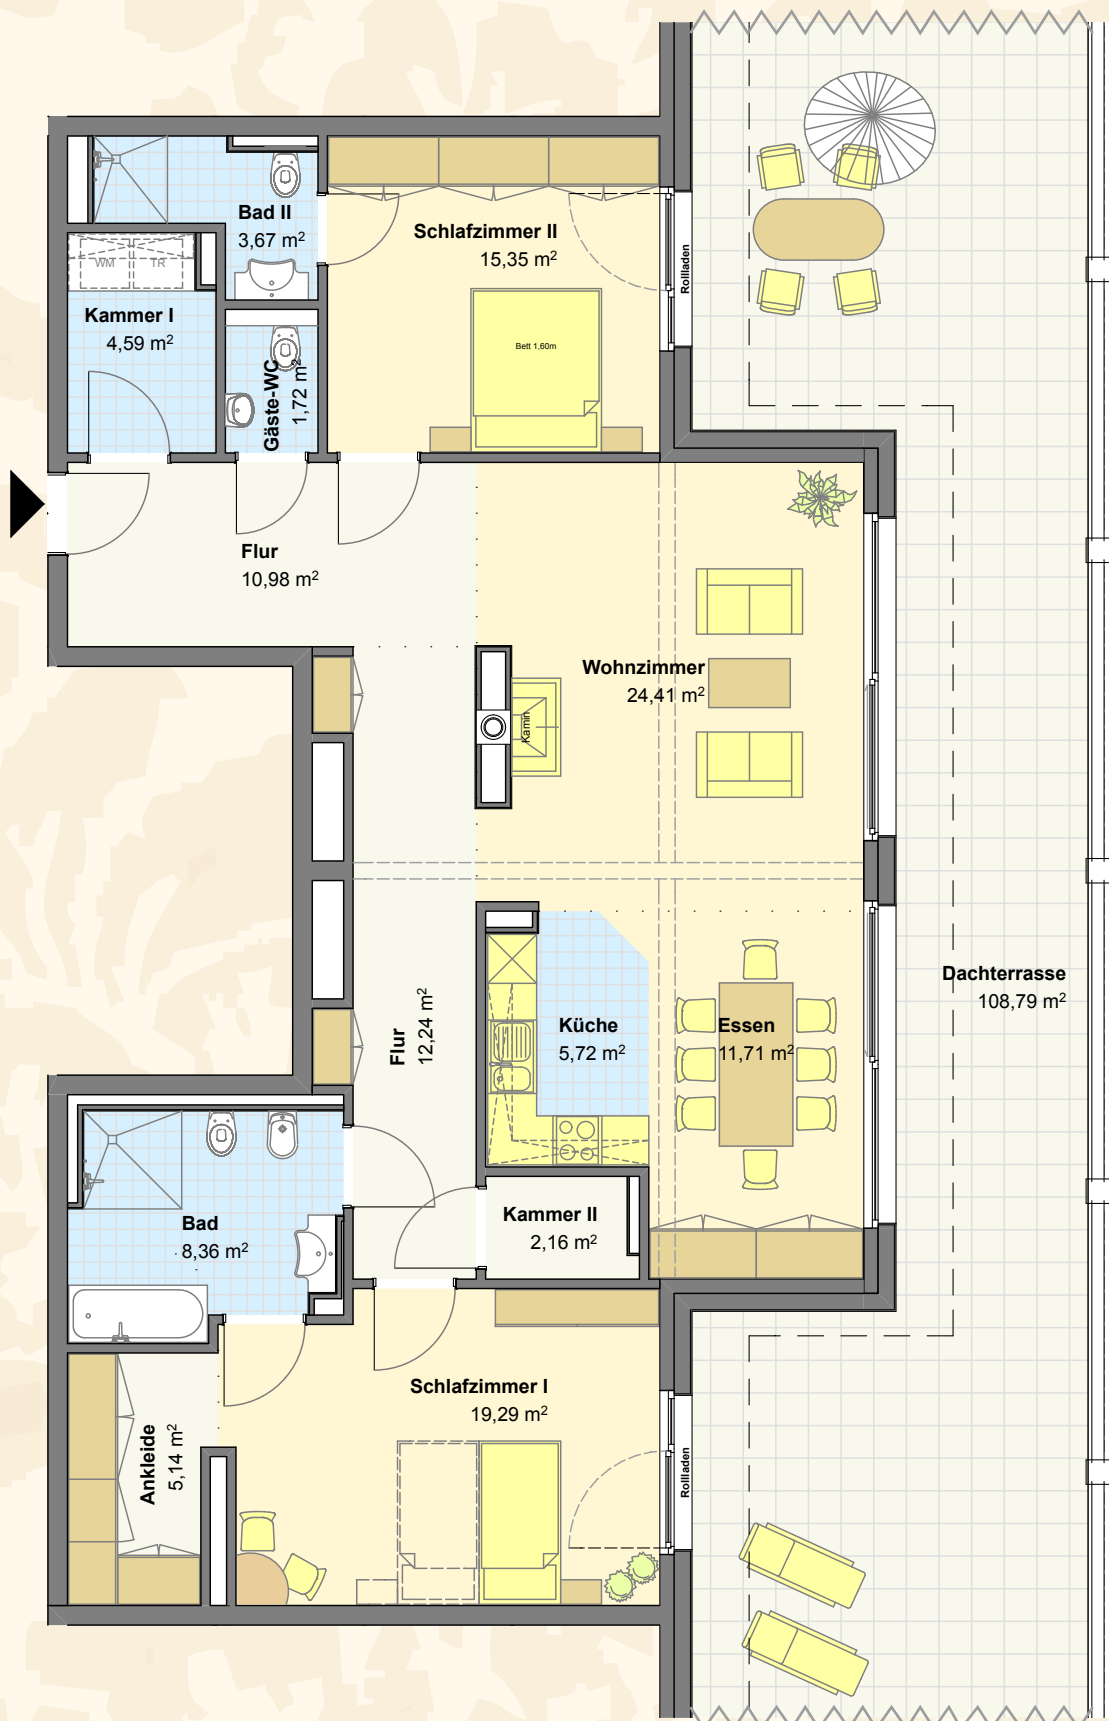 Bad II
3,67 m²
Schlafzimmer II
15,35 m²
Rollladen
WM
TR
Kammer I
4,59 m²
Gäste-WC
1,72 m²
Bett 1,60m
Flur
10,98 m²
Wohnzimmer
24,41 m²
Kamin
Dachterrasse
108,79 m²
Flur
12,24 m²
Küche
5,72 m²
Essen
11,71 m²
Kammer II
2,16 m²
Bad
8,36 m²
Schlafzimmer I
19,29 m²
Ankleide
5,14 m²
Rollladen